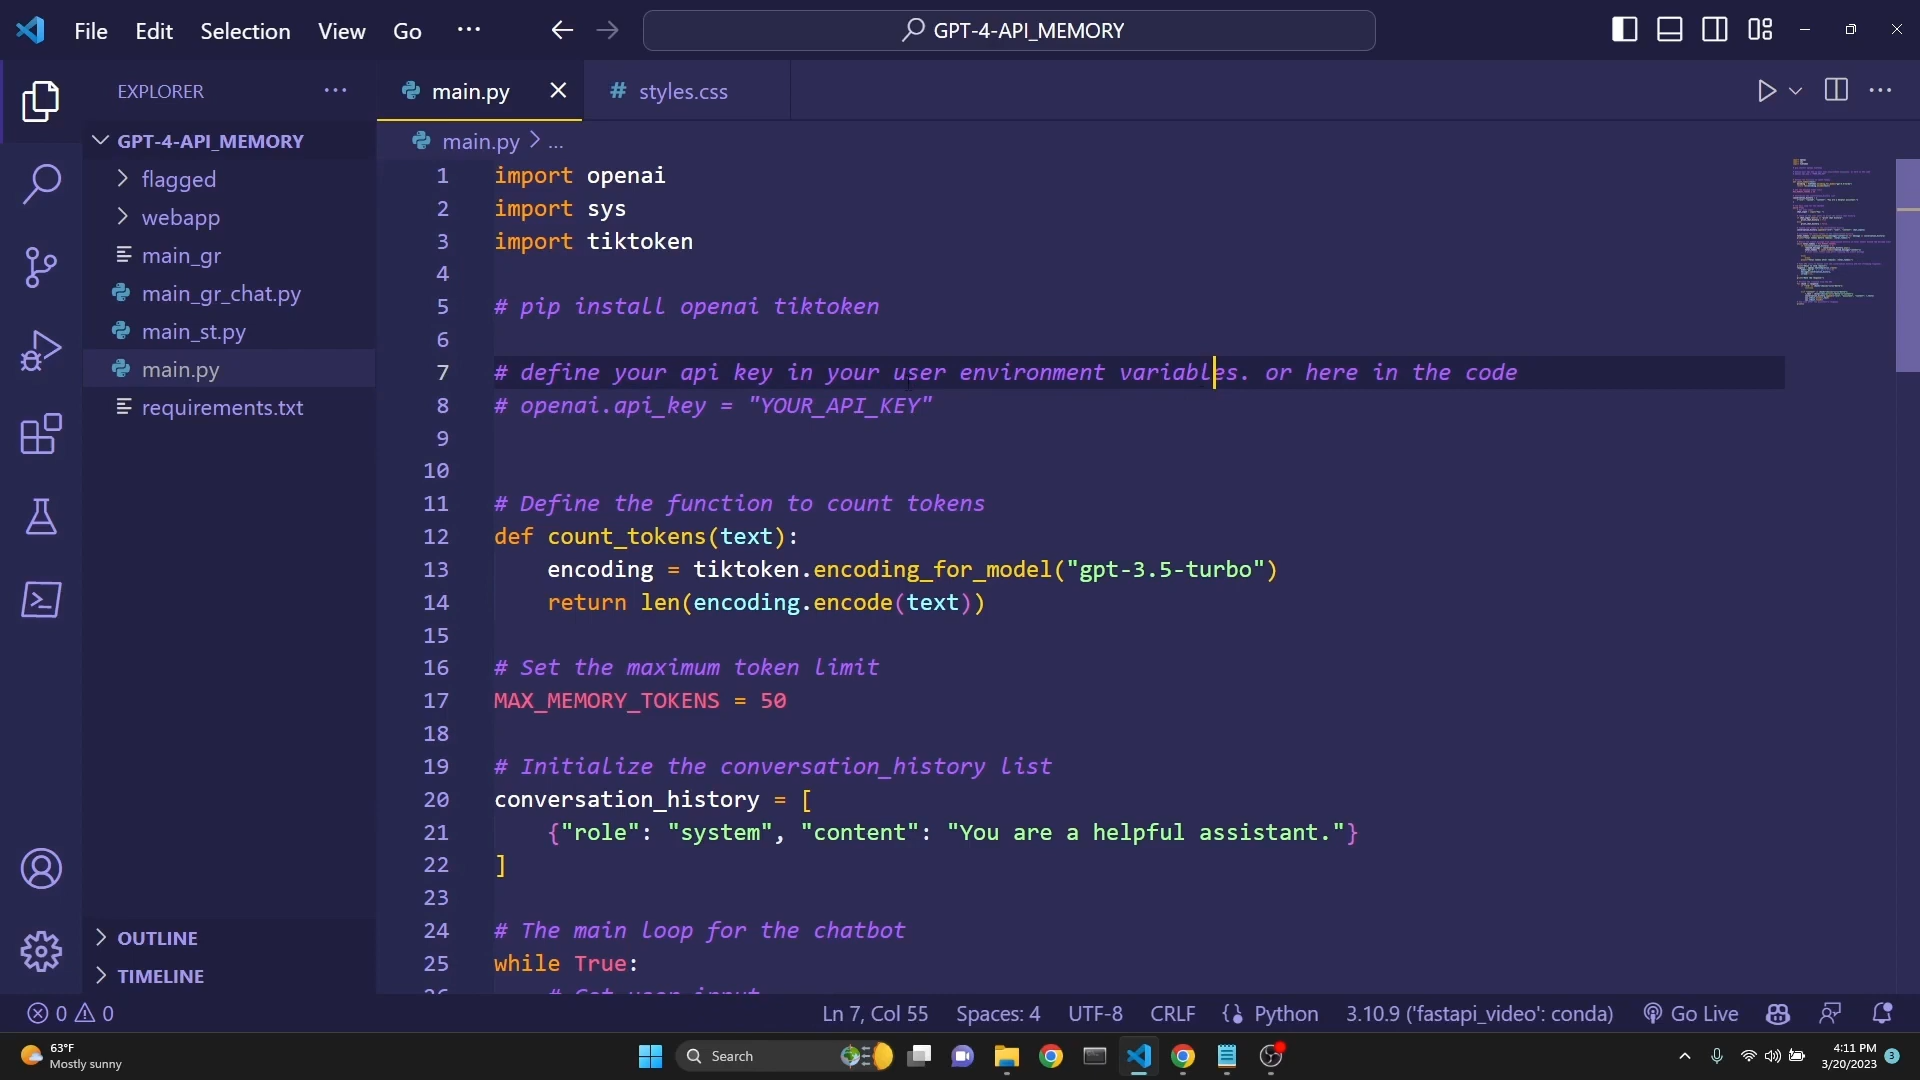 File Edit Selection View Go ··· GPT-4-API_MEMORY
EXPLORER ···
main.py
# styles.css
GPT-4-API_MEMORY
flagged
webapp
main_gr
main_gr_chat.py
main_st.py
main.py
requirements.txt
OUTLINE
TIMELINE
main.py > ...
1 import openai
2 import sys
3 import tiktoken
4
5 # pip install openai tiktoken
6
7 # define your api key in your user environment variables. or here in the code
8 # openai.api_key = "YOUR_API_KEY"
9
10
11 # Define the function to count tokens
12 def count_tokens(text):
13 encoding = tiktoken.encoding_for_model("gpt-3.5-turbo")
14 return len(encoding.encode(text))
15
16 # Set the maximum token limit
17 MAX_MEMORY_TOKENS = 50
18
19 # Initialize the conversation_history list
20 conversation_history = [
21 {"role": "system", "content": "You are a helpful assistant."}
22 ]
23
24 # The main loop for the chatbot
25 while True:
26 # Get user input
0 0 Ln 7, Col 55 Spaces: 4 UTF-8 CRLF Python 3.10.9 ('fastapi_video': conda) Go Live
63°F
Mostly sunny
Search
4:11 PM
3/20/2023
3